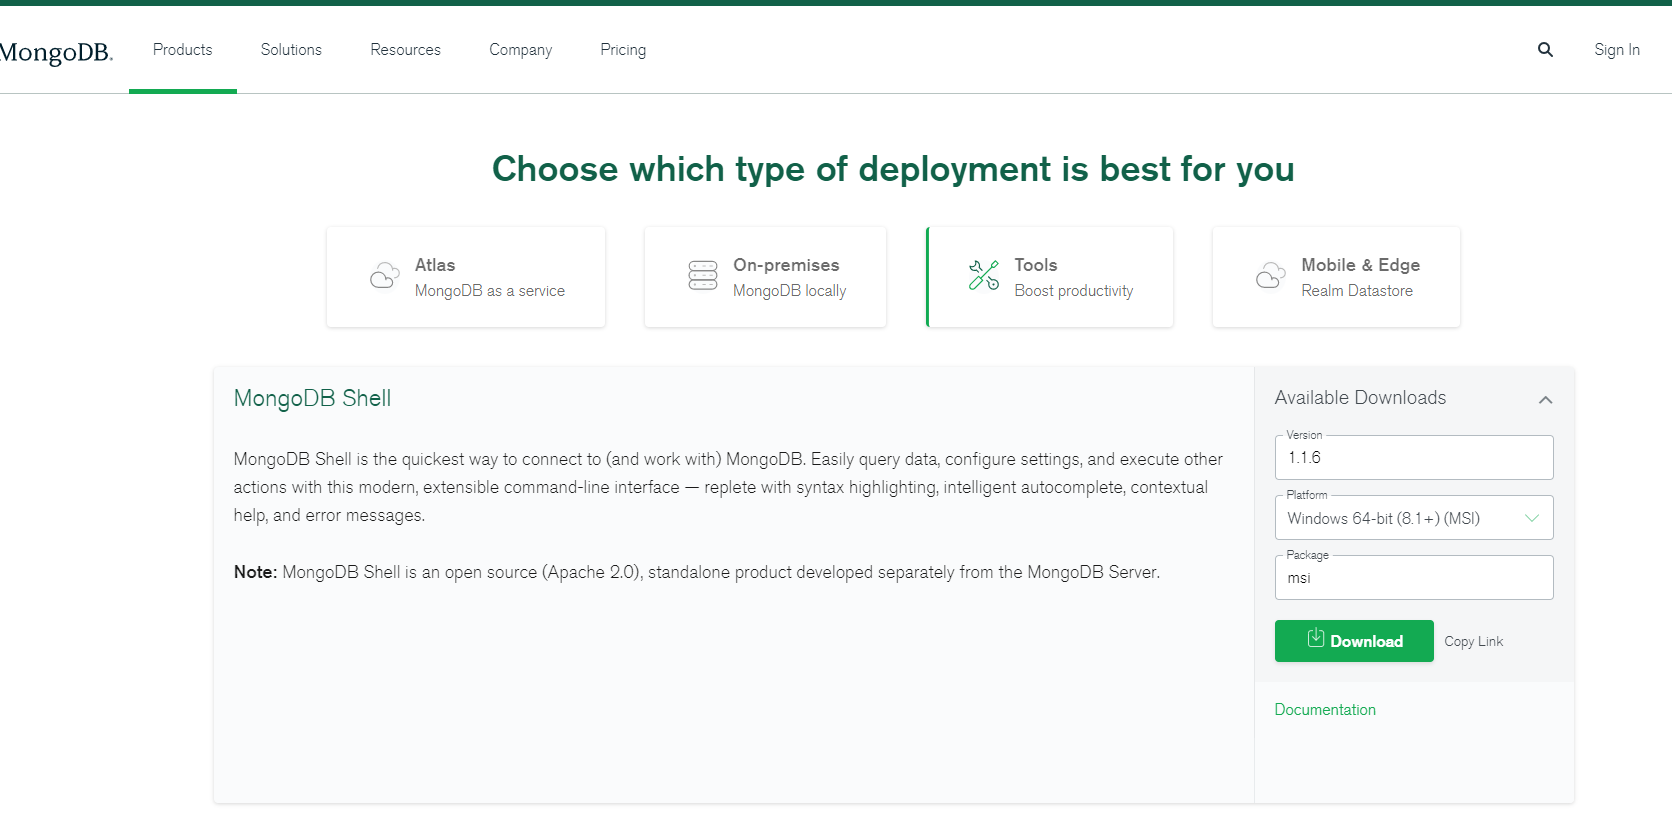 MongoDB.
Products
Solutions
Resources
Company
Pricing
Sign In
Choose which type of deployment is best for you
Atlas
MongoDB as a service
On-premises
MongoDB locally
Tools
Boost productivity
Mobile & Edge
Realm Datastore
MongoDB Shell
MongoDB Shell is the quickest way to connect to (and work with) MongoDB. Easily query data, configure settings, and execute other
actions with this modern, extensible command-line interface — replete with syntax highlighting, intelligent autocomplete, contextual
help, and error messages.
Note: MongoDB Shell is an open source (Apache 2.0), standalone product developed separately from the MongoDB Server.
Available Downloads
Version
1.1.6
Platform
Windows 64-bit (8.1+) (MSI)
Package
msi
Download
Copy Link
Documentation